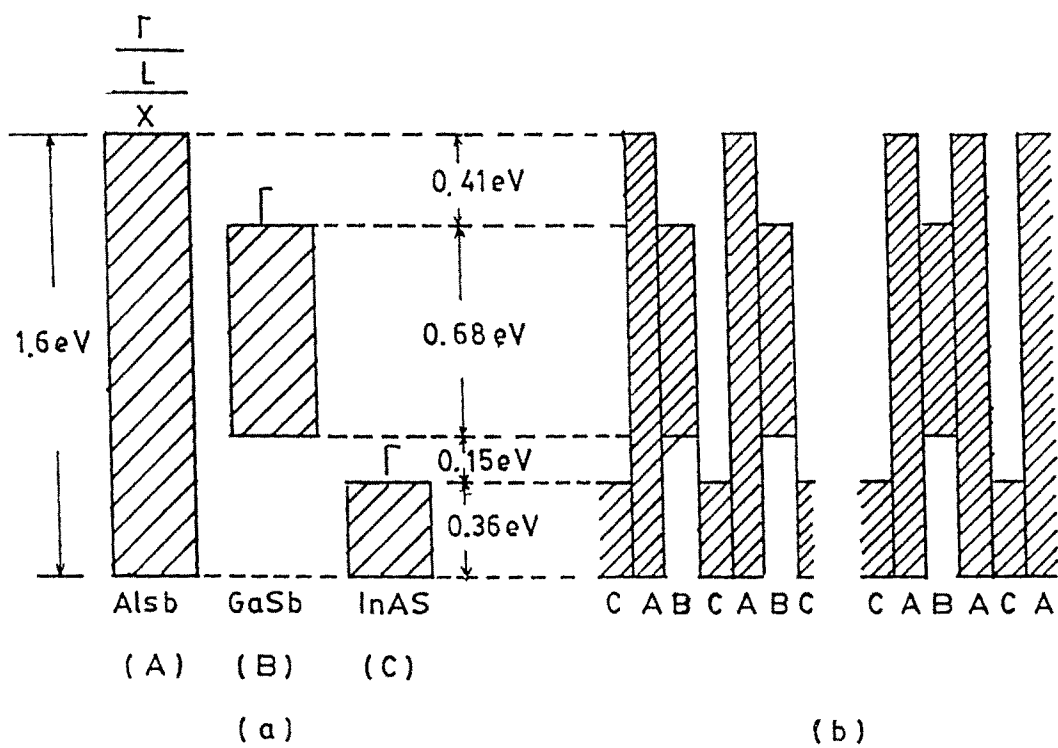 Γ
L
X
0.41eV
Γ
1.6eV
0.68eV
Γ
0.15eV
0.36eV
Alsb GaSb InAS C A B C A B C C A B A C A
(A) (B) (C)
(a) (b)